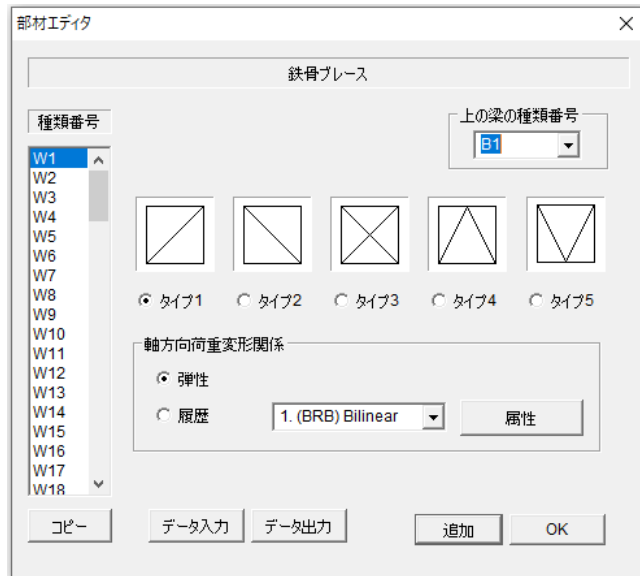 部材エディタ
鉄骨ブレース
種類番号
上の梁の種類番号
B1
W1
W2
W3
W4
W5
W6
W7
W8
W9
W10
W11
W12
W13
W14
W15
W16
W17
W18
タイプ1 タイプ2 タイプ3 タイプ4 タイプ5
軸方向荷重変形関係
弾性
履歴 1. (BRB) Bilinear 属性
コピー データ入力 データ出力 追加 OK